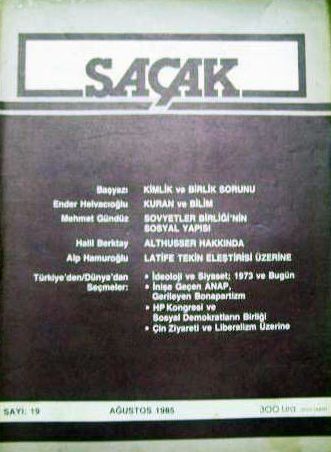 SAÇAK
Başyazı KİMLİK ve BİRLİK SORUNU
Ender Helvacıoğlu KURAN ve BİLİM
Mehmet Gündüz SOVYETLER BİRLİĞİ'NİN
SOSYAL YAPISI
Halil Berktay ALTHUSSER HAKKINDA
Alp Hamuroğlu LATİFE TEKİN ELEŞTİRİSİ ÜZERİNE
Türkiye'den/Dünya'dan • İdeoloji ve Siyaset; 1973 ve Bugün
Seçmeler: • İnişe Geçen ANAP,
Gerileyen Bonapartizm
• HP Kongresi ve
Sosyal Demokratların Birliği
• Çin Ziyareti ve Liberalizm Üzerine
SAYI: 19 AĞUSTOS 1985 300 LİRA